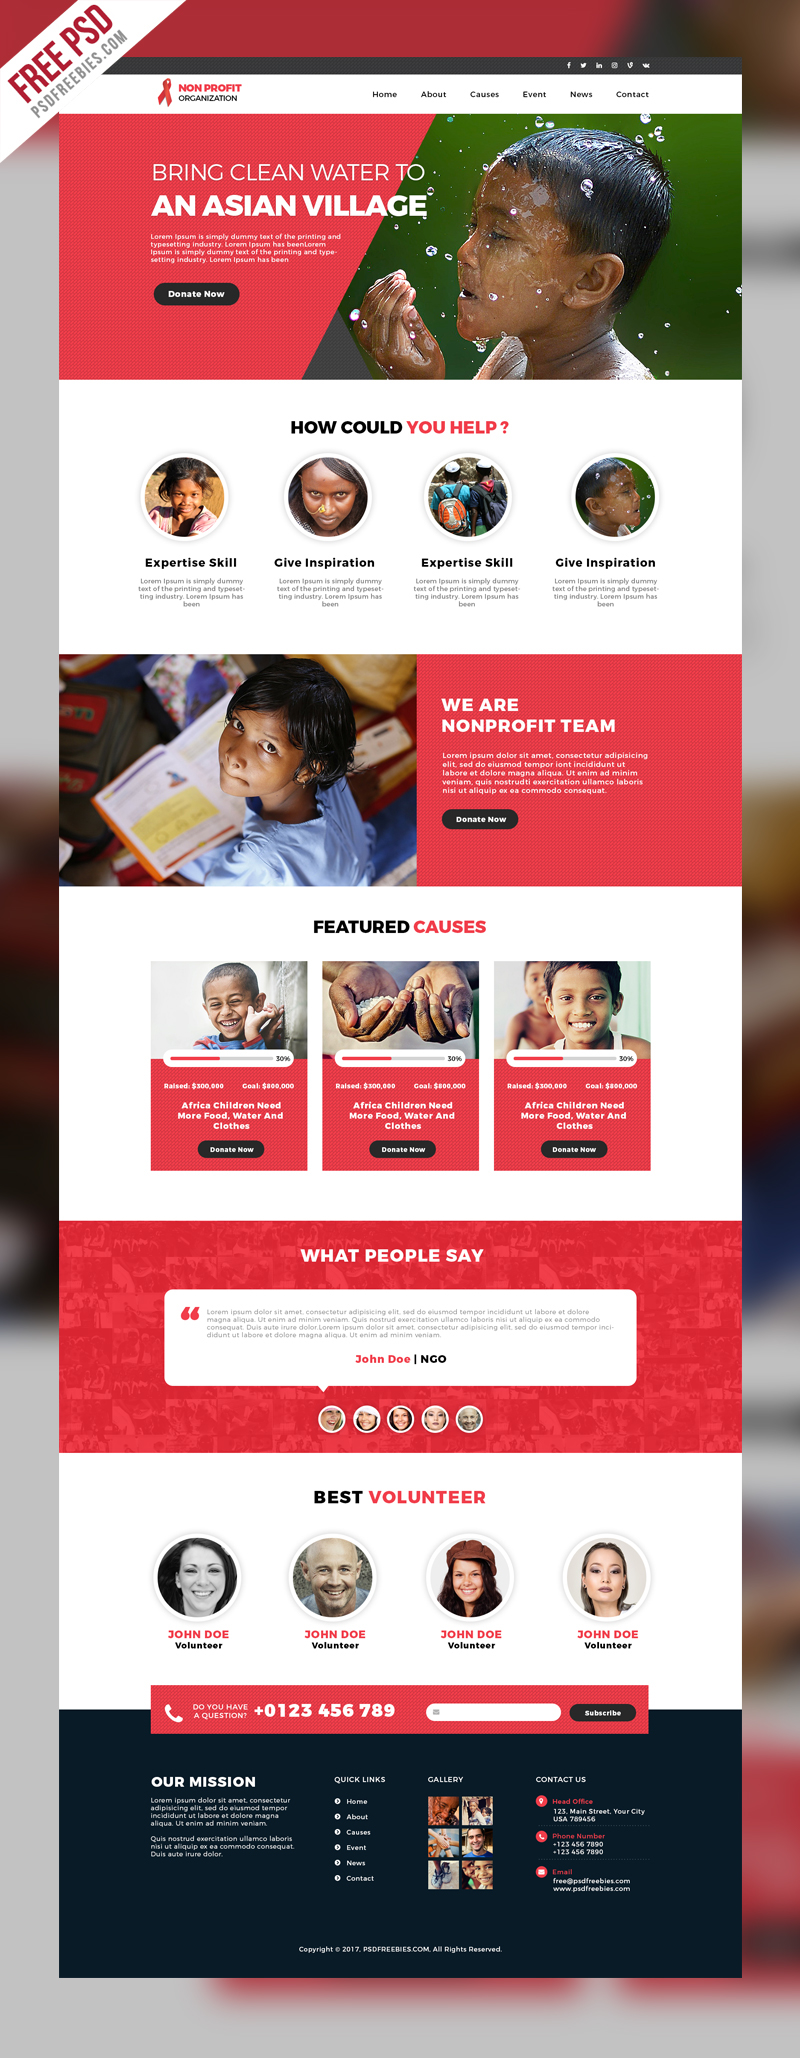 FREE PSD
PSDFREEBIES.COM
NON PROFIT
ORGANIZATION
Home About Causes Event News Contact
BRING CLEAN WATER TO
AN ASIAN VILLAGE
Lorem Ipsum is simply dummy text of the printing and
typesetting industry. Lorem Ipsum has beenLorem
Ipsum is simply dummy text of the printing and type-
setting industry. Lorem Ipsum has been
Donate Now
HOW COULD YOU HELP ?
Expertise Skill
Lorem Ipsum is simply dummy
text of the printing and typeset-
ting industry. Lorem Ipsum has
been
Give Inspiration
Lorem Ipsum is simply dummy
text of the printing and typeset-
ting industry. Lorem Ipsum has
been
Expertise Skill
Lorem Ipsum is simply dummy
text of the printing and typeset-
ting industry. Lorem Ipsum has
been
Give Inspiration
Lorem Ipsum is simply dummy
text of the printing and typeset-
ting industry. Lorem Ipsum has
been
WE ARE
NONPROFIT TEAM
Lorem ipsum dolor sit amet, consectetur adipisicing
elit, sed do eiusmod tempor iont incididunt ut
labore et dolore magna aliqua. Ut enim ad minim
veniam, quis nostrudti exercitation ullamco laboris
nisi ut aliquip ex ea commodo consequat.
Donate Now
FEATURED CAUSES
30%
Raised: $300,000 Goal: $800,000
Africa Children Need
More Food, Water And
Clothes
Donate Now
30%
Raised: $300,000 Goal: $800,000
Africa Children Need
More Food, Water And
Clothes
Donate Now
30%
Raised: $300,000 Goal: $800,000
Africa Children Need
More Food, Water And
Clothes
Donate Now
WHAT PEOPLE SAY
Lorem ipsum dolor sit amet, consectetur adipisicing elit, sed do eiusmod tempor incididunt ut labore et dolore
magna aliqua. Ut enim ad minim veniam. Quis nostrud exercitation ullamco laboris nisi ut aliquip ex ea commodo
consequat. Duis aute irure dolor.Lorem ipsum dolor sit amet, consectetur adipisicing elit, sed do eiusmod tempor inci-
didunt ut labore et dolore magna aliqua. Ut enim ad minim veniam.
John Doe | NGO
BEST VOLUNTEER
JOHN DOE
Volunteer
JOHN DOE
Volunteer
JOHN DOE
Volunteer
JOHN DOE
Volunteer
DO YOU HAVE
A QUESTION?
+0123 456 789
Subscribe
OUR MISSION
Lorem ipsum dolor sit amet, consectetur
adipisicing elit, sed do eiusmod tempor
incididunt ut labore et dolore magna
aliqua. Ut enim ad minim veniam.
Quis nostrud exercitation ullamco laboris
nisi ut aliquip ex ea commodo consequat.
Duis aute irure dolor.
QUICK LINKS
Home
About
Causes
Event
News
Contact
GALLERY
CONTACT US
Head Office
123, Main Street, Your City
USA 789456
Phone Number
+123 456 7890
+123 456 7890
Email
free@psdfreebies.com
www.psdfreebies.com
Copyright © 2017, PSDFREEBIES.COM, All Rights Reserved.